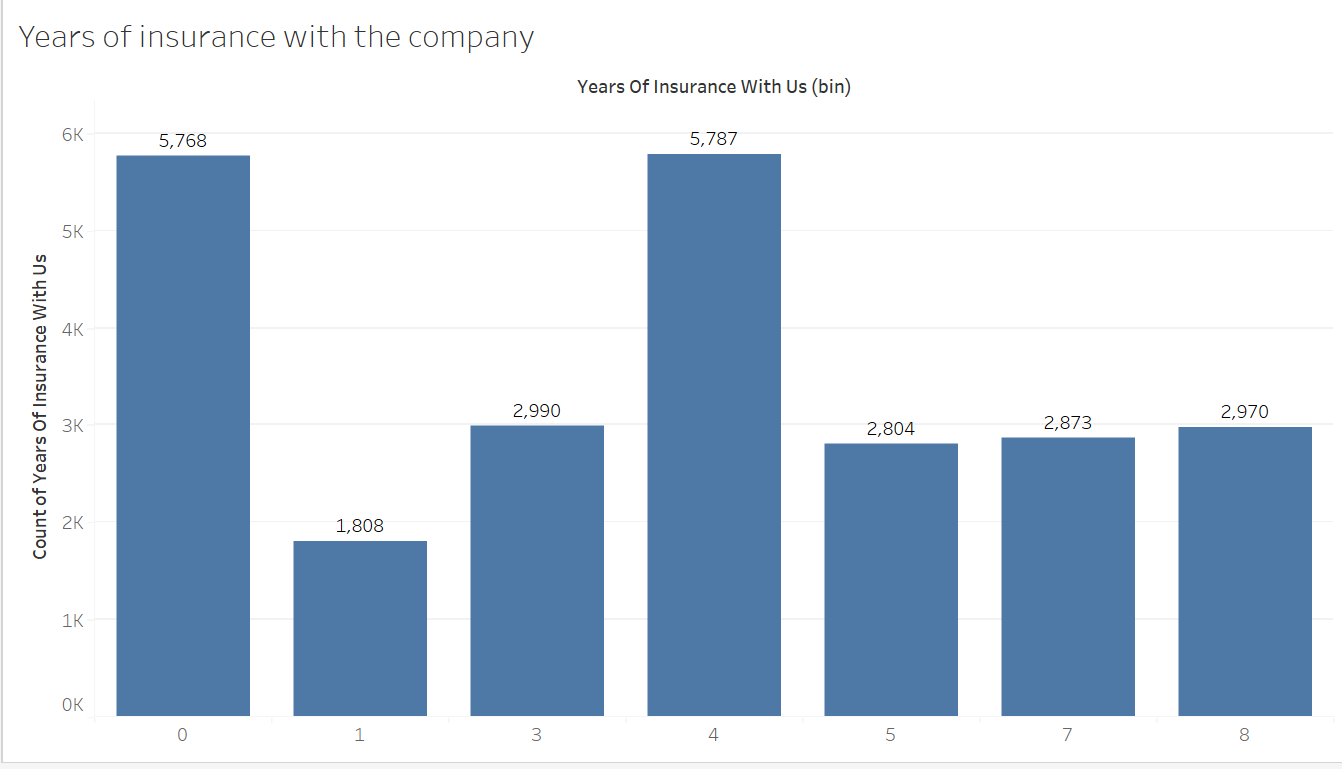 Years of insurance with the company
Years Of Insurance With Us (bin)
Count of Years Of Insurance With Us
6K
5K
4K
3K
2K
1K
0K
5,768
1,808
2,990
5,787
2,804
2,873
2,970
0
1
3
4
5
7
8